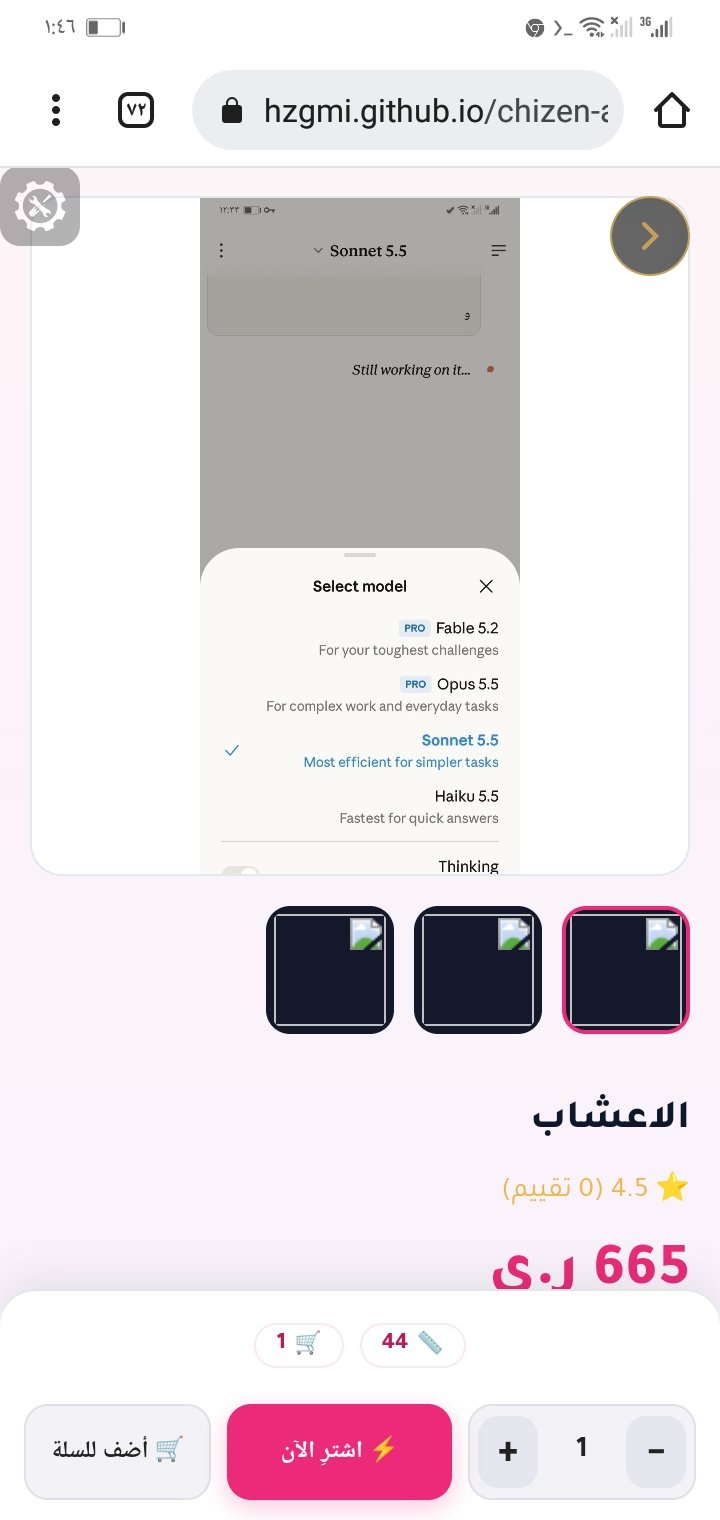 ١:٤٦
3G
٧٢
hzgmi.github.io/chizen-a
١٢:٣٣
Sonnet 5.5
و
Still working on it...
Select model
PRO Fable 5.2
For your toughest challenges
PRO Opus 5.5
For complex work and everyday tasks
Sonnet 5.5
Most efficient for simpler tasks
Haiku 5.5
Fastest for quick answers
Thinking
الاعشاب
⭐ 4.5 (0 تقييم)
665 ر.ي
📏 44
🛒 1
− 1 +
⚡ اشترِ الآن
🛒 أضف للسلة